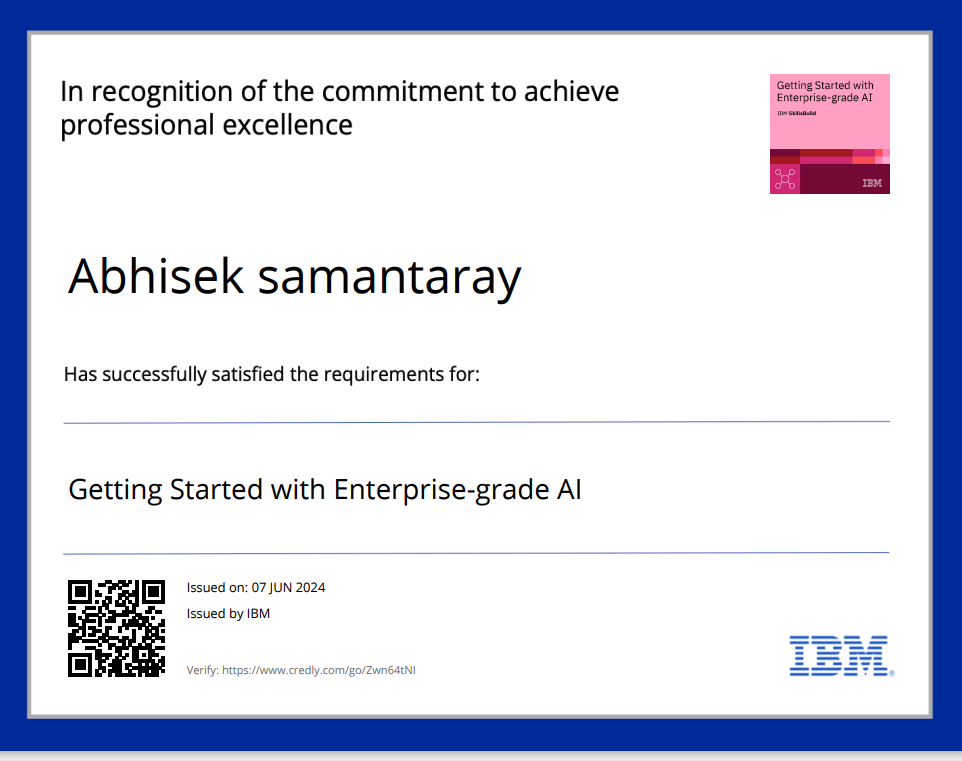 In recognition of the commitment to achieve
professional excellence
Getting Started with
Enterprise-grade AI
IBM SkillsBuild
IBM
Abhisek samantaray
Has successfully satisfied the requirements for:
Getting Started with Enterprise-grade AI
Issued on: 07 JUN 2024
Issued by IBM
Verify: https://www.credly.com/go/Zwn64tNI
IBM®